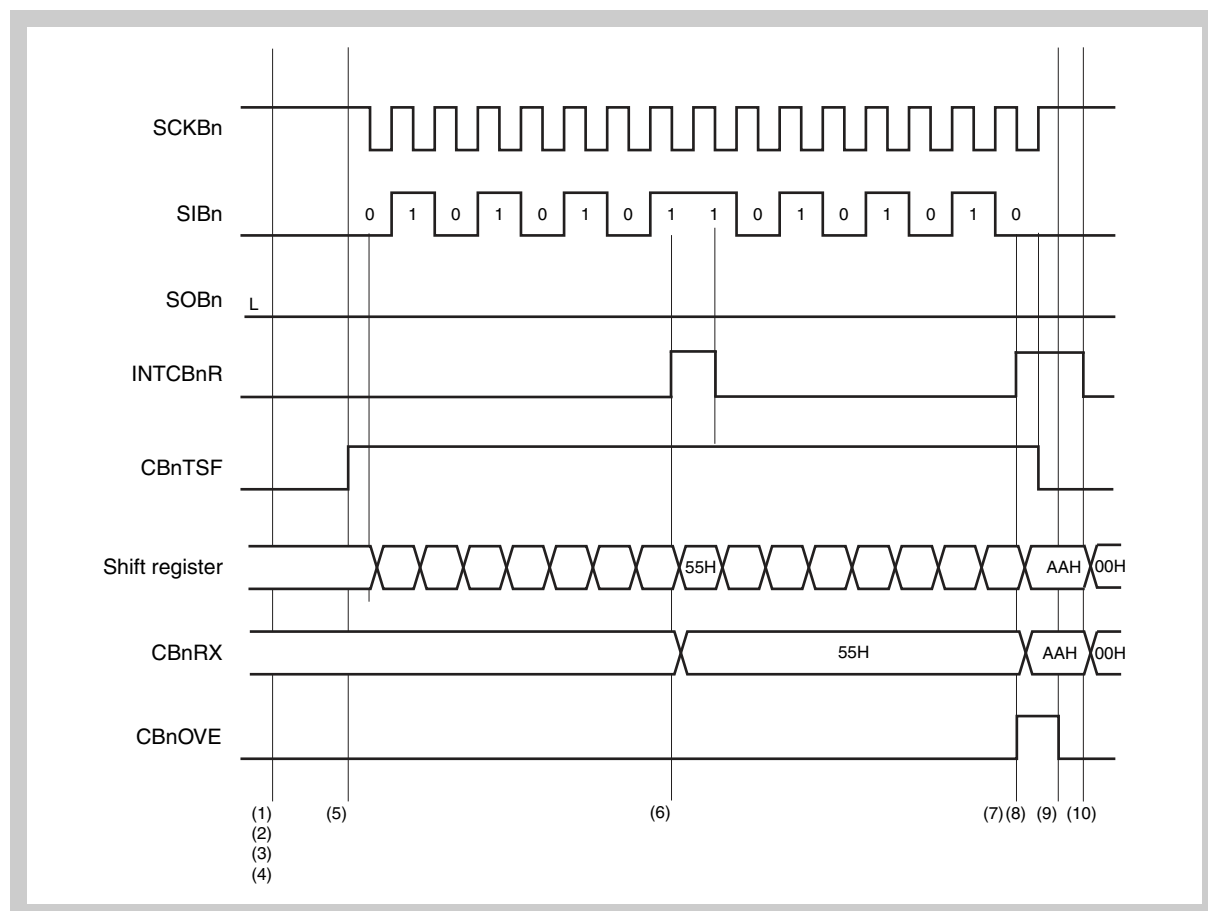 SCKBn
SIBn
0 1 0 1 0 1 0 1 1 0 1 0 1 0 1 0
SOBn
L
INTCBnR
CBnTSF
Shift register
55H
AAH
00H
CBnRX
55H
AAH
00H
CBnOVE
(1)
(2)
(3)
(4)
(5)
(6)
(7) (8)
(9)
(10)